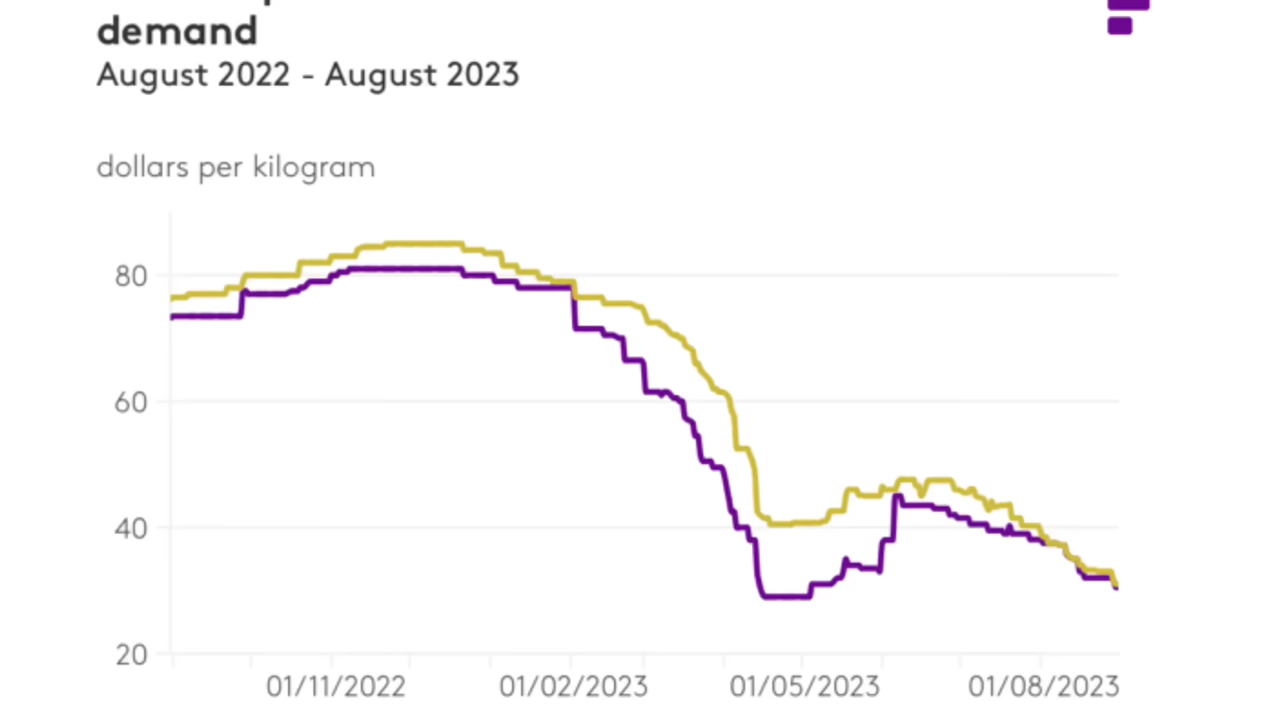 demand
August 2022 - August 2023
dollars per kilogram
80
60
40
20
01/11/2022 01/02/2023 01/05/2023 01/08/2023